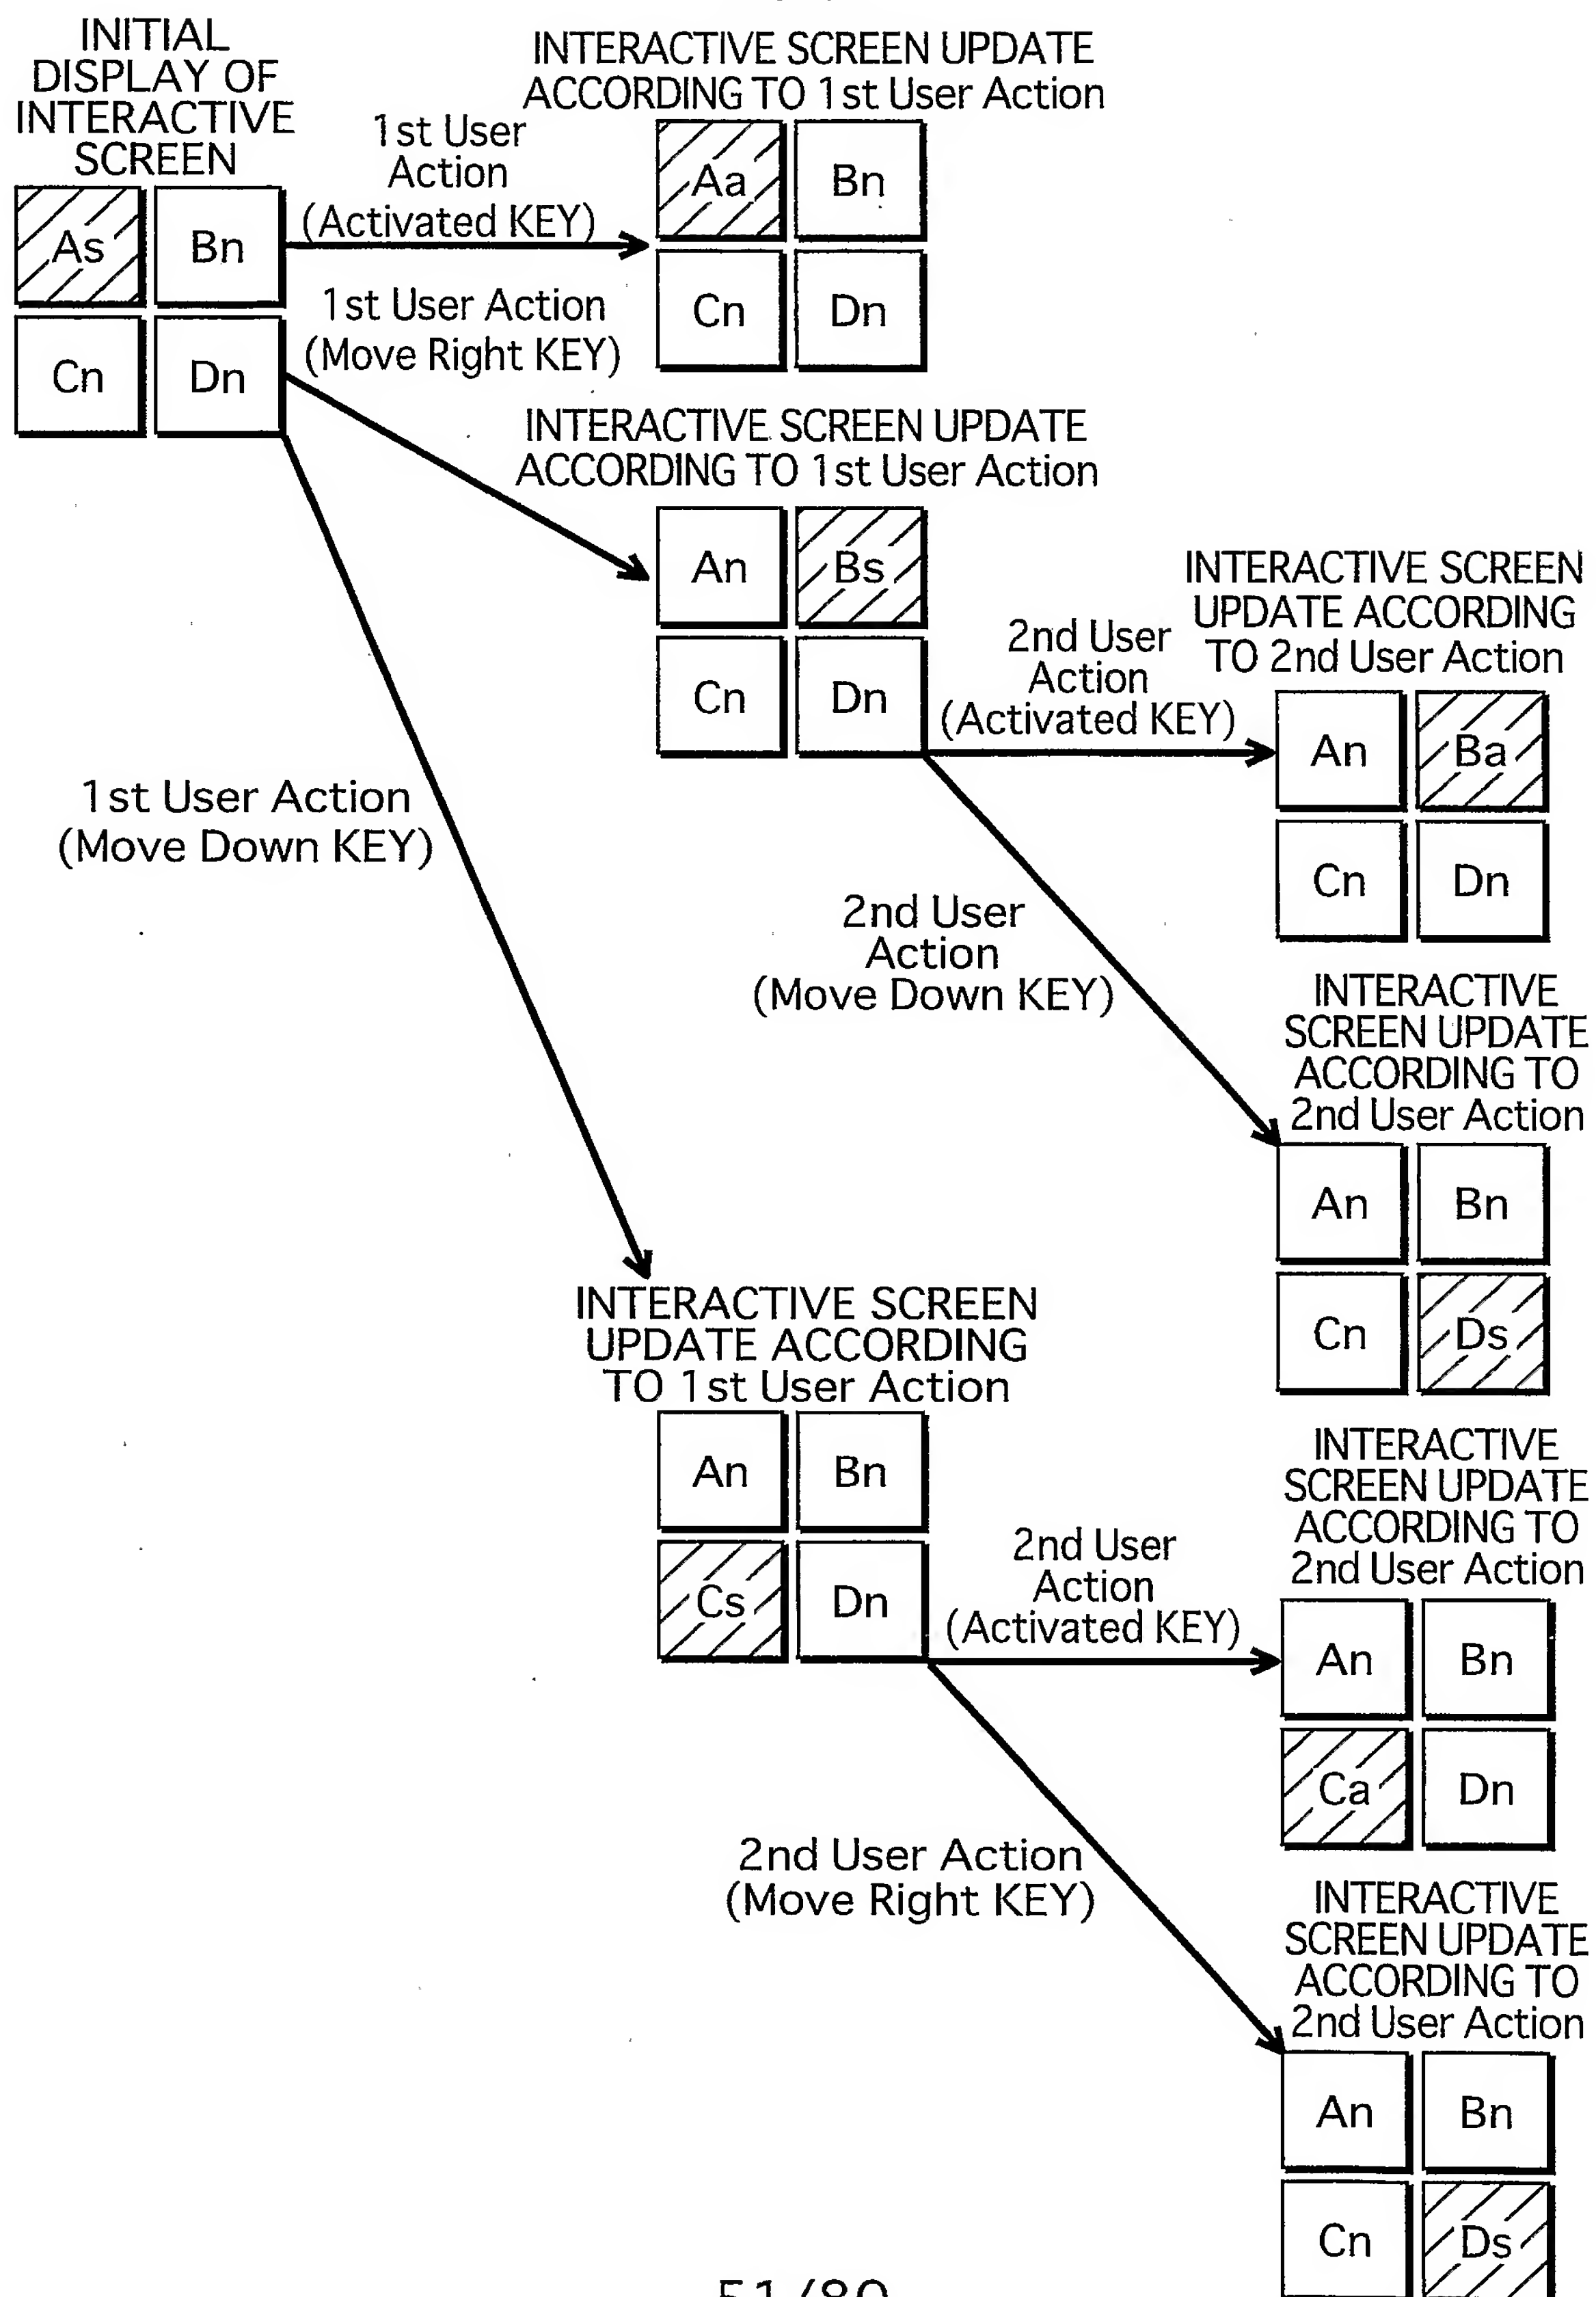 INITIAL
DISPLAY OF
INTERACTIVE
SCREEN
As Bn
Cn Dn
1st User
Action
(Activated KEY)
1st User Action
(Move Right KEY)
INTERACTIVE SCREEN UPDATE
ACCORDING TO 1st User Action
Aa Bn
Cn Dn
INTERACTIVE SCREEN UPDATE
ACCORDING TO 1st User Action
An Bs
Cn Dn
2nd User
Action
(Activated KEY)
INTERACTIVE SCREEN
UPDATE ACCORDING
TO 2nd User Action
An Ba
Cn Dn
1st User Action
(Move Down KEY)
2nd User
Action
(Move Down KEY)
INTERACTIVE
SCREEN UPDATE
ACCORDING TO
2nd User Action
An Bn
Cn Ds
INTERACTIVE SCREEN
UPDATE ACCORDING
TO 1st User Action
An Bn
Cs Dn
2nd User
Action
(Activated KEY)
INTERACTIVE
SCREEN UPDATE
ACCORDING TO
2nd User Action
An Bn
Ca Dn
2nd User Action
(Move Right KEY)
INTERACTIVE
SCREEN UPDATE
ACCORDING TO
2nd User Action
An Bn
Cn Ds
51/80